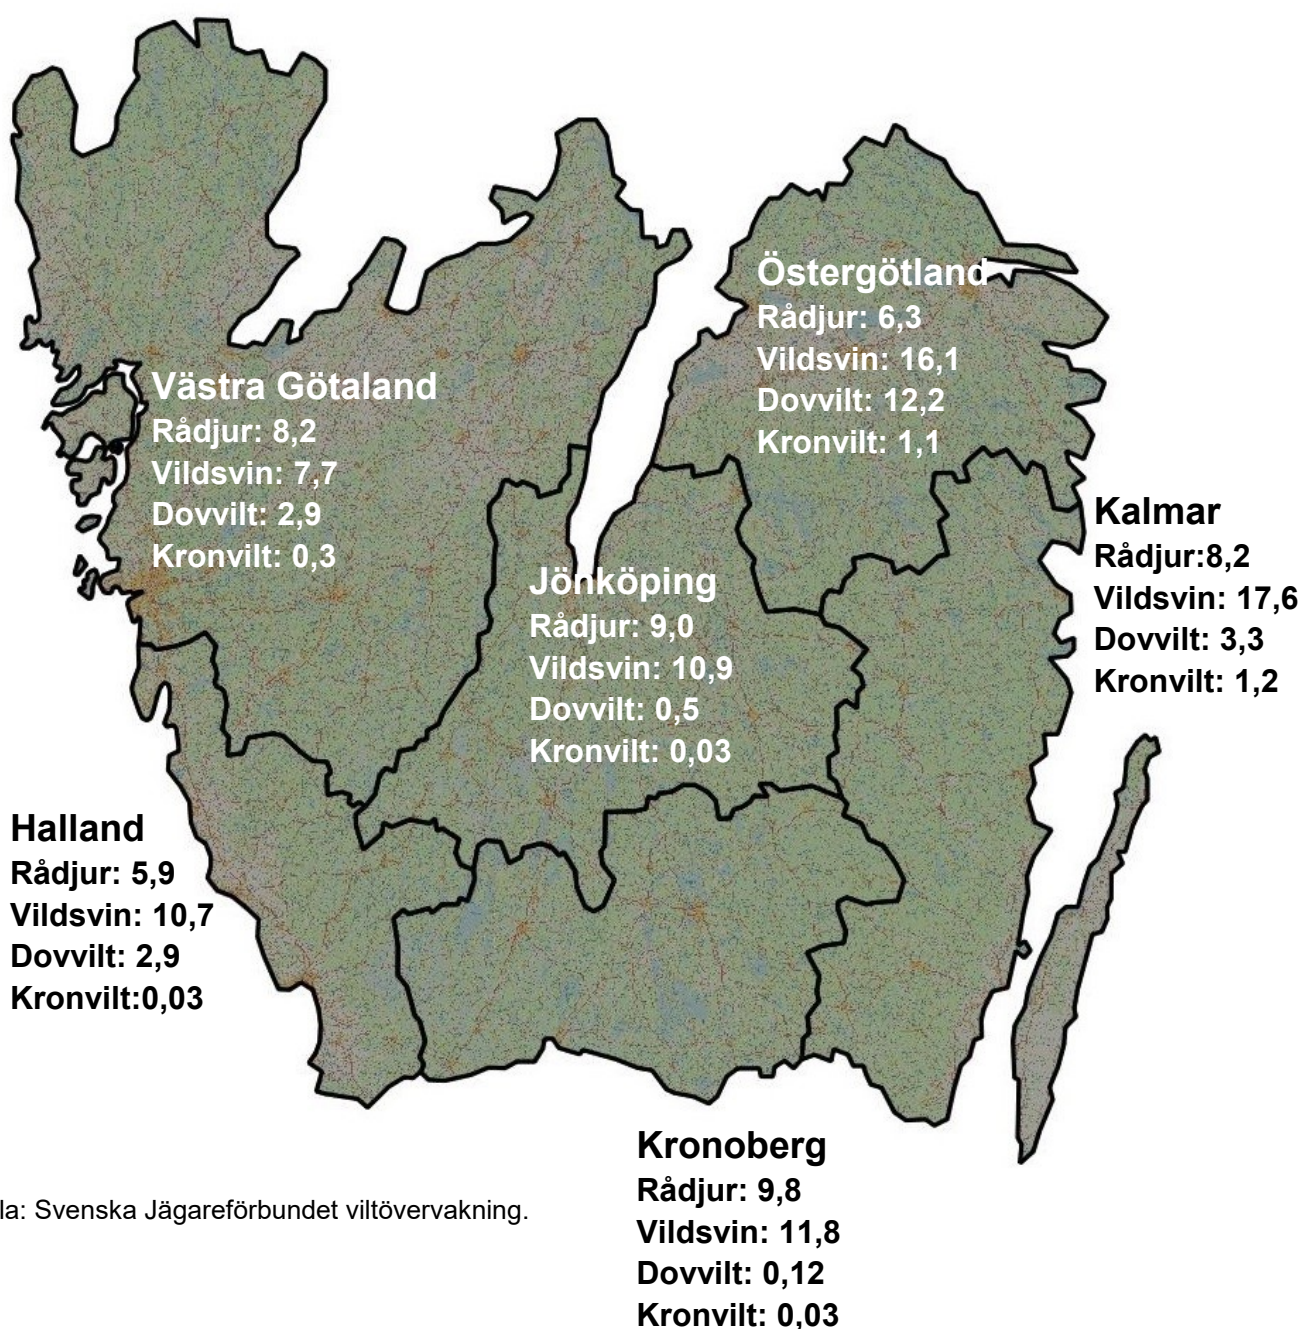 Östergötland
Rådjur: 6,3
Vildsvin: 16,1
Dovvilt: 12,2
Kronvilt: 1,1
Västra Götaland
Rådjur: 8,2
Vildsvin: 7,7
Dovvilt: 2,9
Kronvilt: 0,3
Kalmar
Rådjur:8,2
Vildsvin: 17,6
Dovvilt: 3,3
Kronvilt: 1,2
Jönköping
Rådjur: 9,0
Vildsvin: 10,9
Dovvilt: 0,5
Kronvilt: 0,03
Halland
Rådjur: 5,9
Vildsvin: 10,7
Dovvilt: 2,9
Kronvilt:0,03
Kronoberg
Rådjur: 9,8
Vildsvin: 11,8
Dovvilt: 0,12
Kronvilt: 0,03
la: Svenska Jägareförbundet viltövervakning.